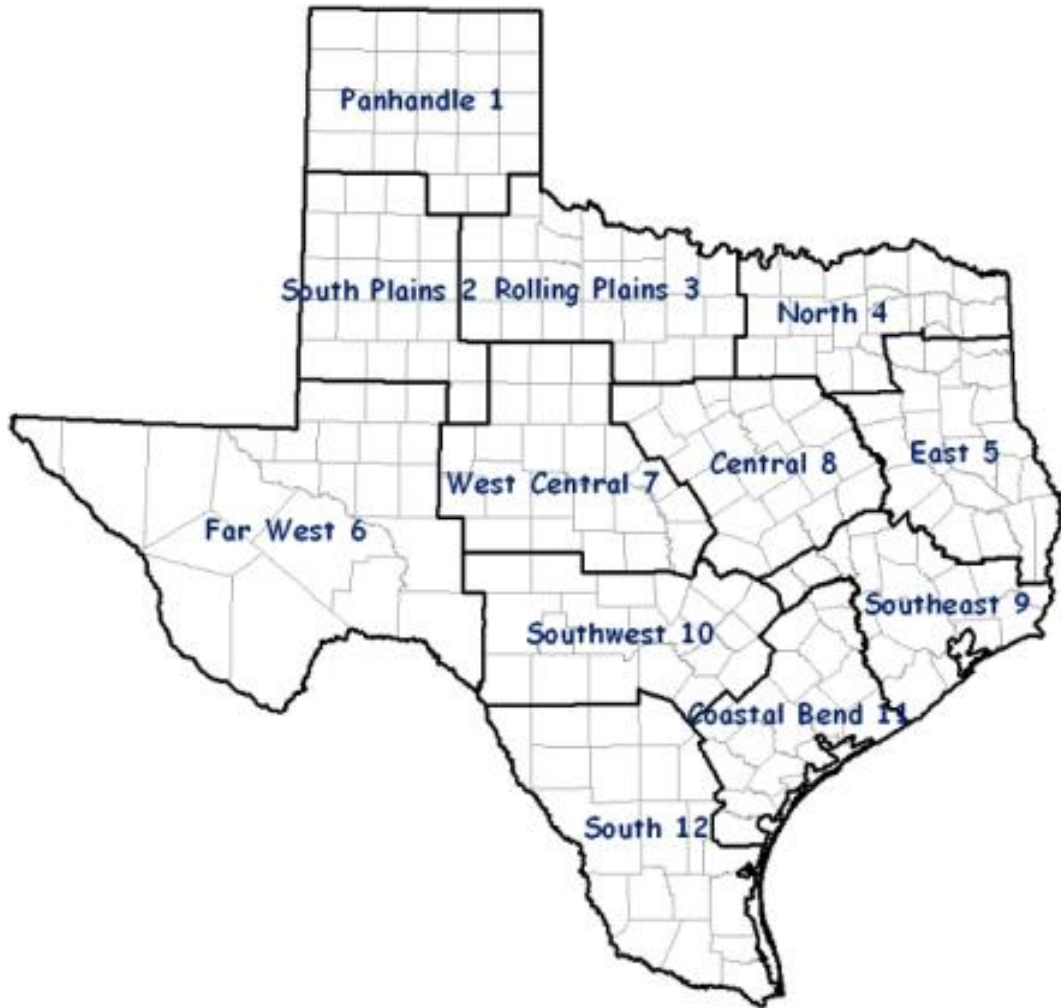 Panhandle 1
South Plains 2
Rolling Plains 3
North 4
East 5
Central 8
West Central 7
Far West 6
Southeast 9
Southwest 10
Coastal Bend 11
South 12